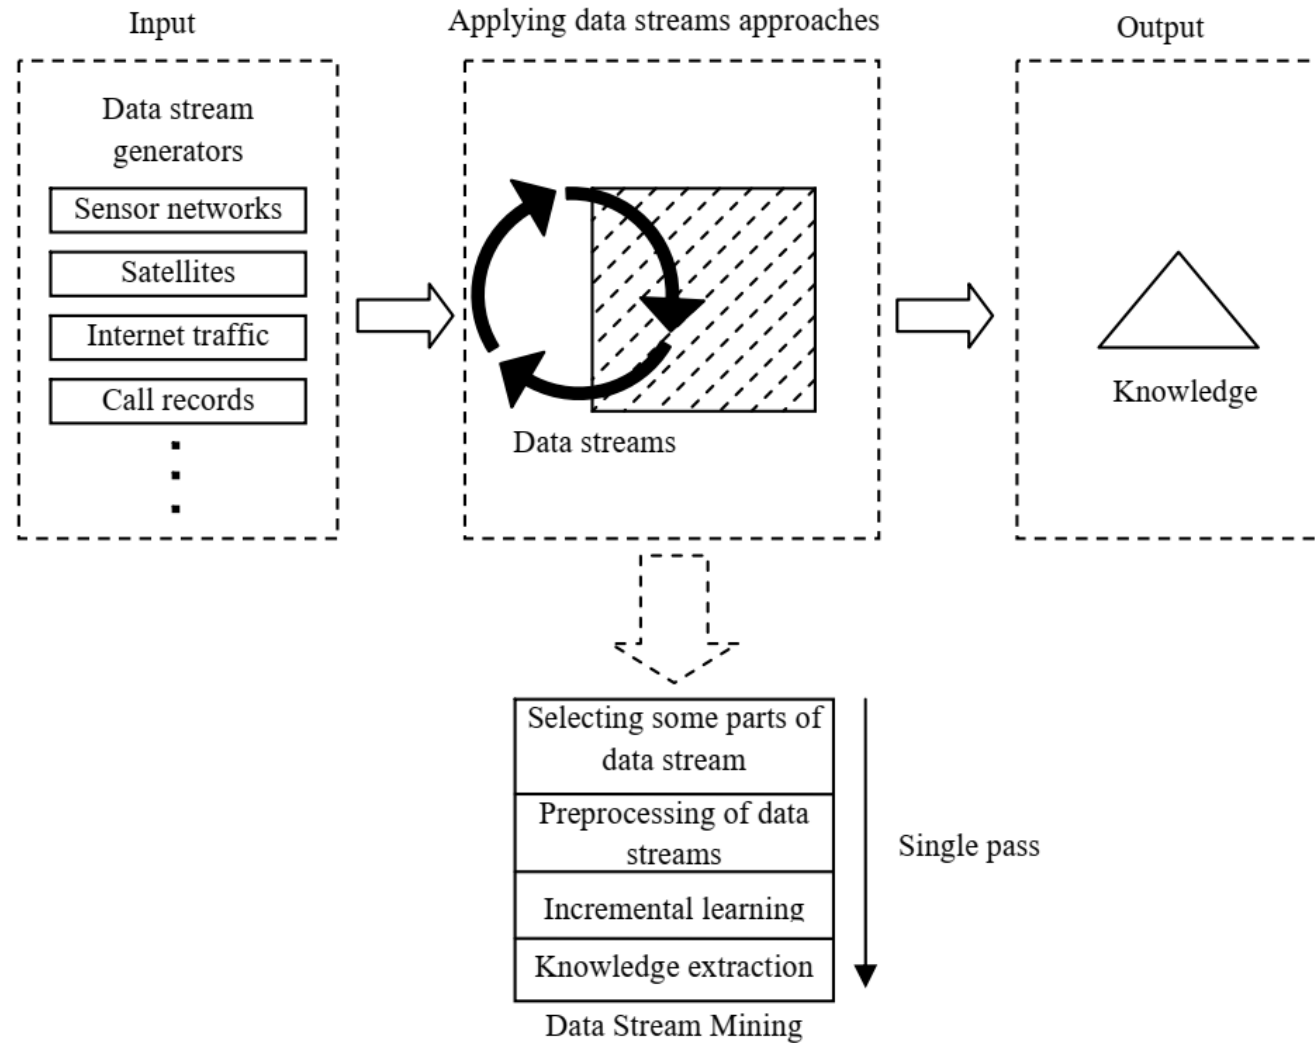 Input
Applying data streams approaches
Output
Data stream
generators
Sensor networks
Satellites
Internet traffic
Call records
Data streams
Knowledge
Selecting some parts of
data stream
Preprocessing of data
streams
Incremental learning
Knowledge extraction
Single pass
Data Stream Mining